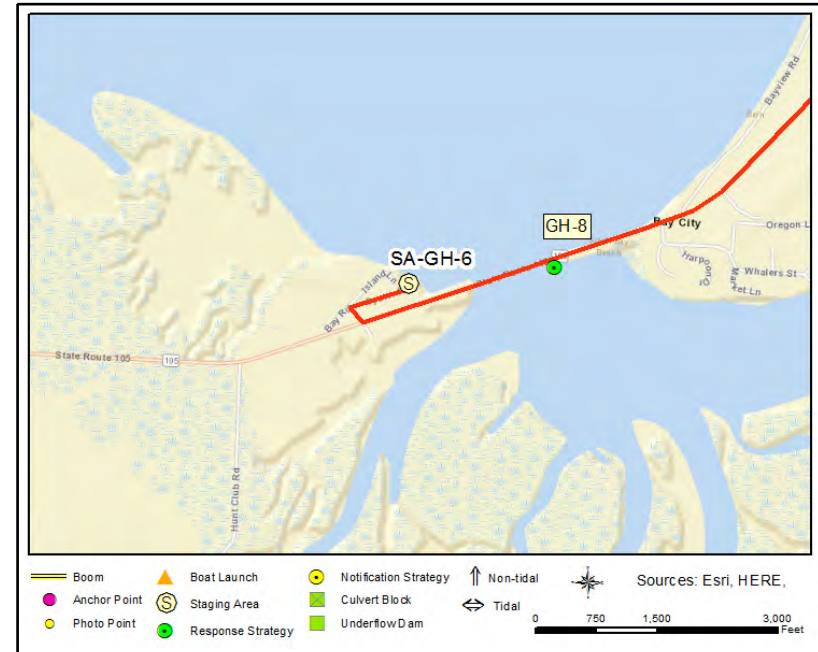 Bayview Rd
GH-8
Bay City
Oregon L
Harpoon
Whalers St
Market Ln
SA-GH-6
Island
Bay
State Route 105
105
Hunt Club Rd
Boom
Boat Launch
Notification Strategy
Non-tidal
Sources: Esri, HERE,
Anchor Point
S Staging Area
Culvert Block
Tidal
Photo Point
Response Strategy
Underflow Dam
0 750 1,500 3,000
Feet